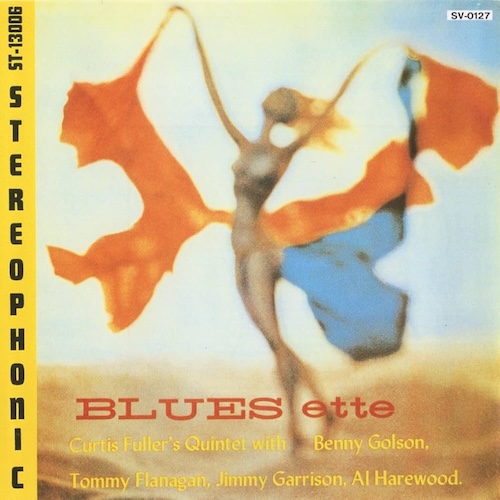 ST-13006 STEREOPHONIC
SV-0127
BLUES ette
Curtis Fuller's Quintet with Benny Golson,
Tommy Flanagan, Jimmy Garrison, Al Harewood.